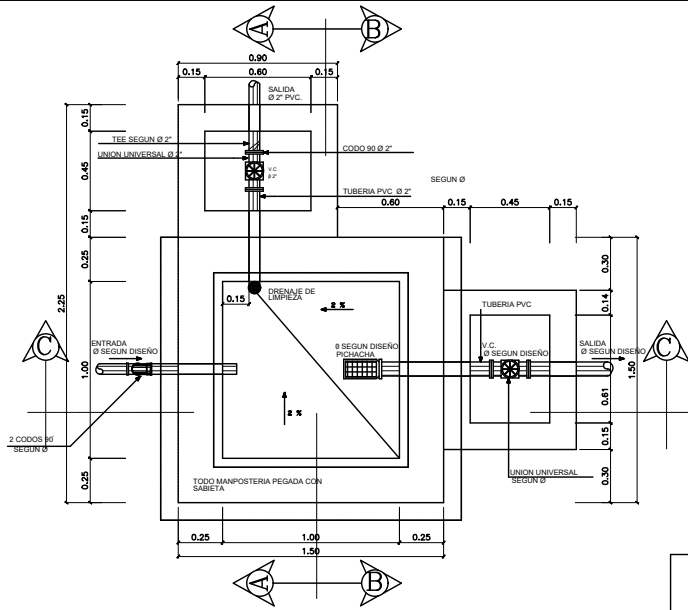 A
B
0.90
0.15
0.60
0.15
SALIDA
Ø 2" PVC.
0.15
TEE SEGUN Ø 2"
CODO 90 Ø 2"
UNION UNIVERSAL Ø 2"
V.C
0.45
TUBERIA PVC Ø 2"
SEGUN Ø
0.60
0.15
0.45
0.15
0.15
0.25
0.30
DRENAJE DE
LIMPIEZA
0.15
2 %
2.25
0.14
TUBERIA PVC
C
ENTRADA
Ø SEGUN DISEÑO
Ø SEGUN DISEÑO
PICHACHA
V.C.
Ø SEGUN DISEÑO
SALIDA
Ø SEGUN DISEÑO
C
1.00
1.50
0.61
2 %
2 CODOS 90
SEGUN Ø
0.15
UNION UNIVERSAL
SEGUN Ø
TODO MANPOSTERIA PEGADA CON
SABIETA
0.25
0.30
0.25
1.00
0.25
1.50
A
B